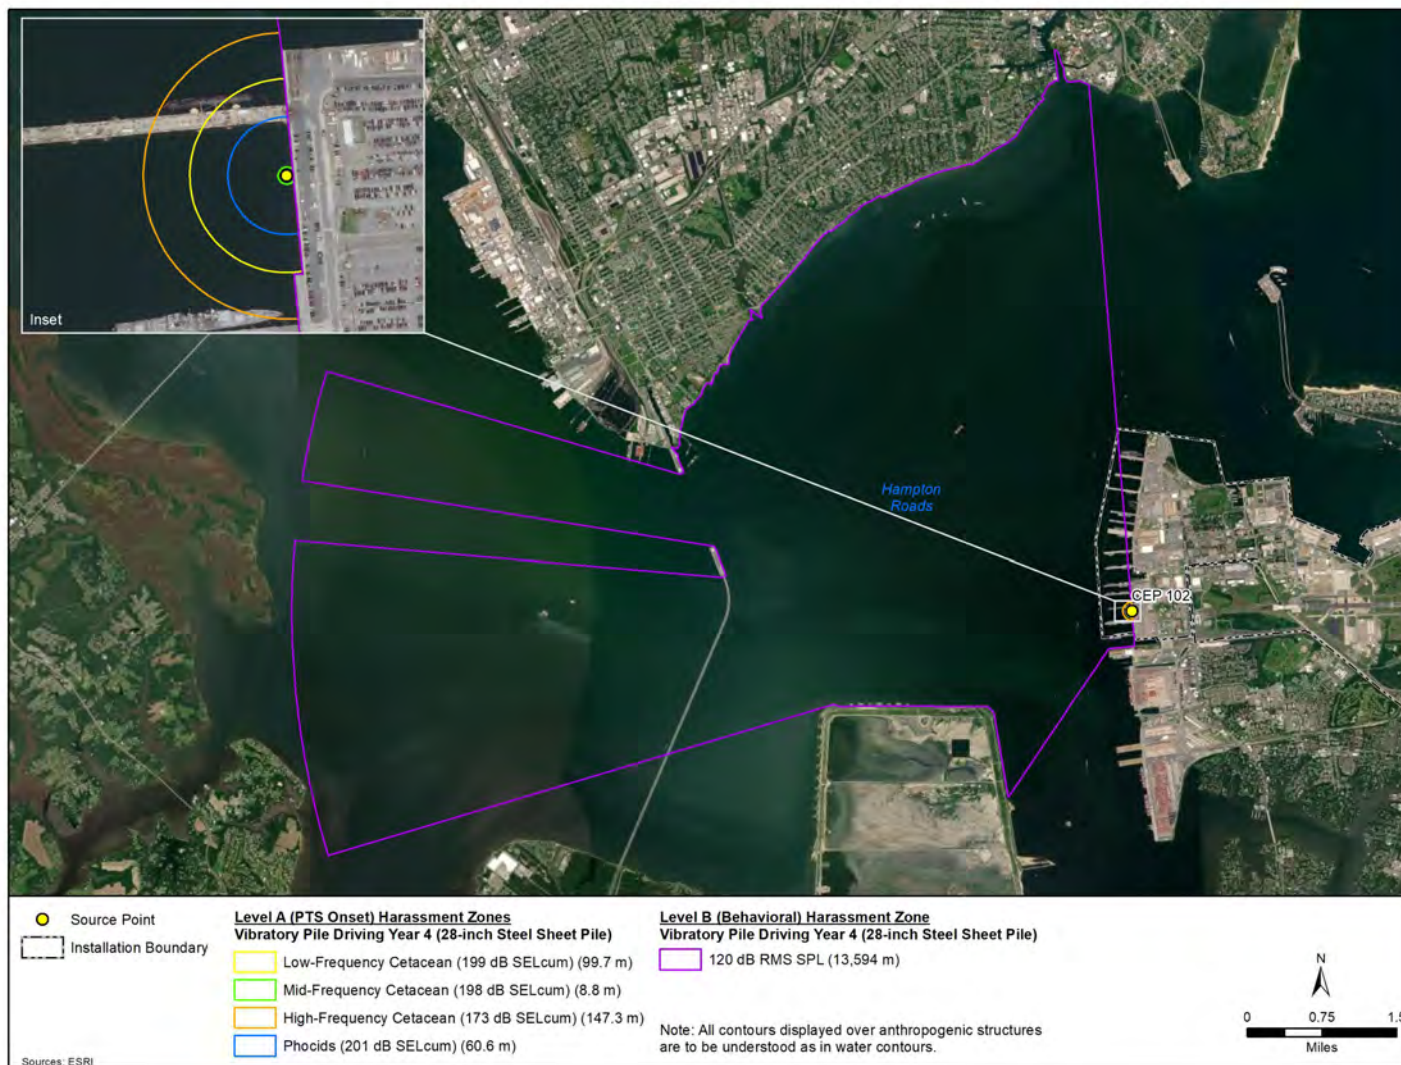 Inset
Hampton
Roads
CEP 102
Source Point
Installation Boundary
Level A (PTS Onset) Harassment Zones
Vibratory Pile Driving Year 4 (28-inch Steel Sheet Pile)
Low-Frequency Cetacean (199 dB SELcum) (99.7 m)
Mid-Frequency Cetacean (198 dB SELcum) (8.8 m)
High-Frequency Cetacean (173 dB SELcum) (147.3 m)
Phocids (201 dB SELcum) (60.6 m)
Level B (Behavioral) Harassment Zone
Vibratory Pile Driving Year 4 (28-inch Steel Sheet Pile)
120 dB RMS SPL (13,594 m)
Note: All contours displayed over anthropogenic structures
are to be understood as in water contours.
N
0 0.75 1.5
Miles
Sources: ESRI